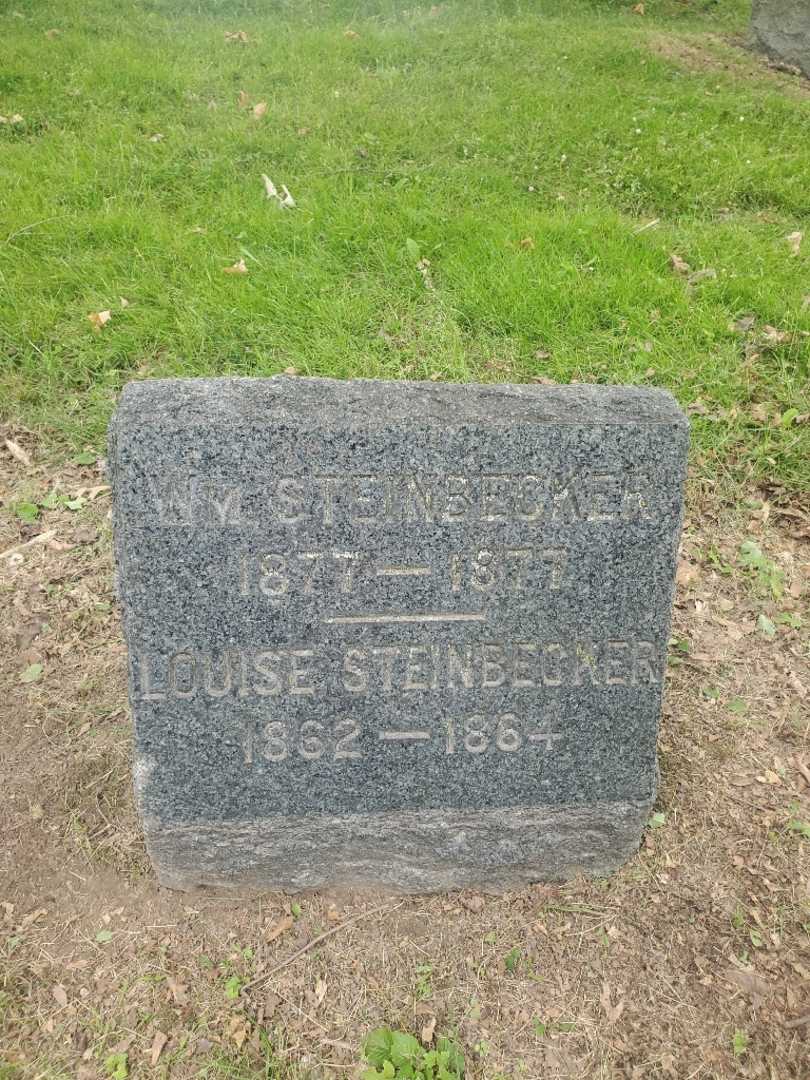 WM. STEINBECKER
1877 — 1877
LOUISE STEINBECKER
1862 — 1864